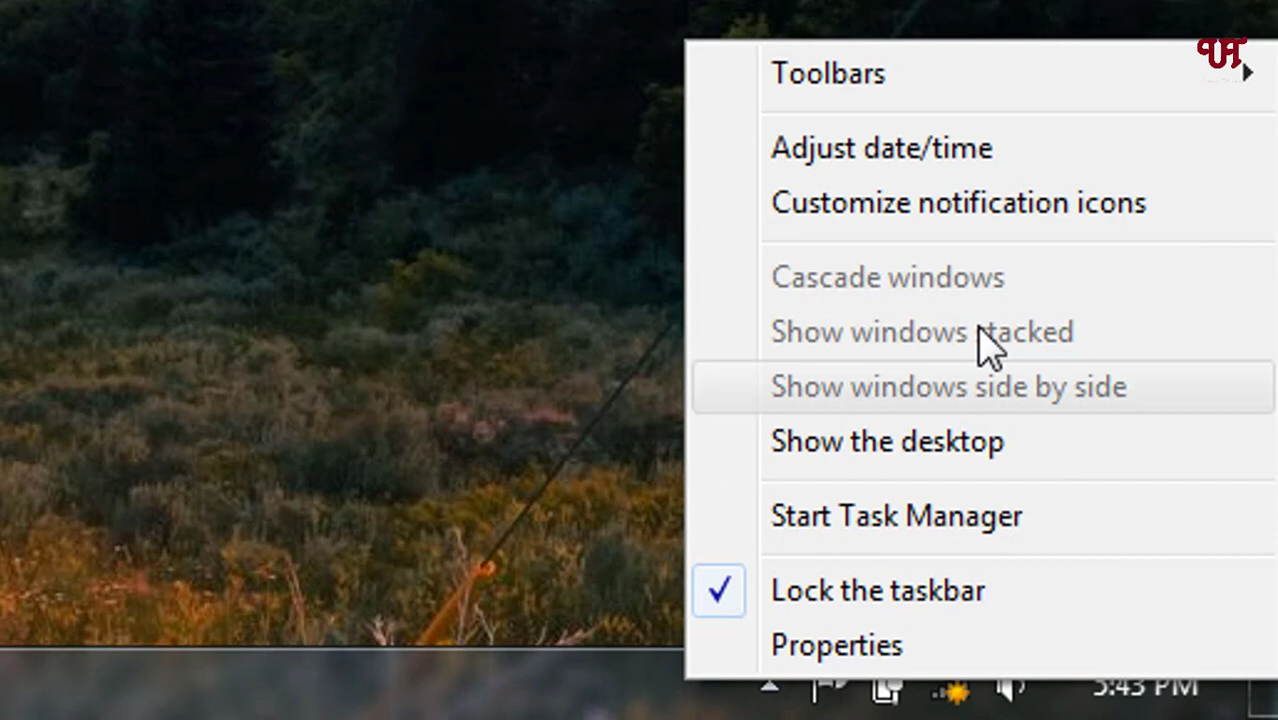 Toolbars
Adjust date/time
Customize notification icons
Cascade windows
Show windows stacked
Show windows side by side
Show the desktop
Start Task Manager
Lock the taskbar
Properties
5:43 PM